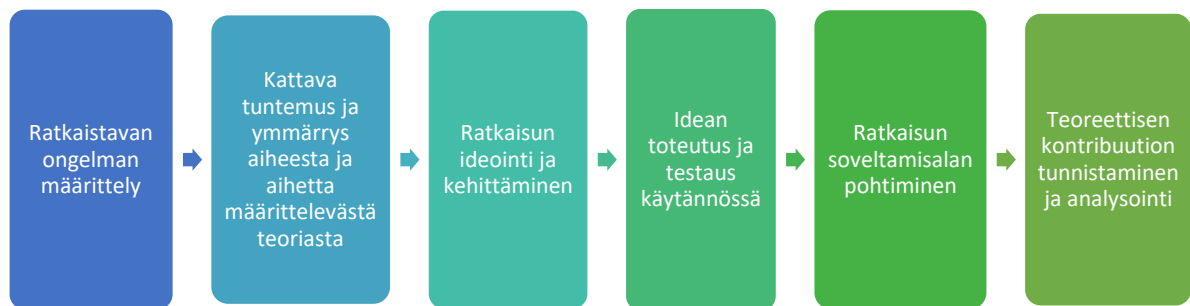 Ratkaistavan
ongelman
määrittely
Kattava
tuntemus ja
ymmärrys
aiheesta ja
aihetta
määrittelevästä
teoriasta
Ratkaisun
ideointi ja
kehittäminen
Idean
toteutus ja
testaus
käytännössä
Ratkaisun
soveltamisalan
pohtiminen
Teoreettisen
kontribuution
tunnistaminen
ja analysointi